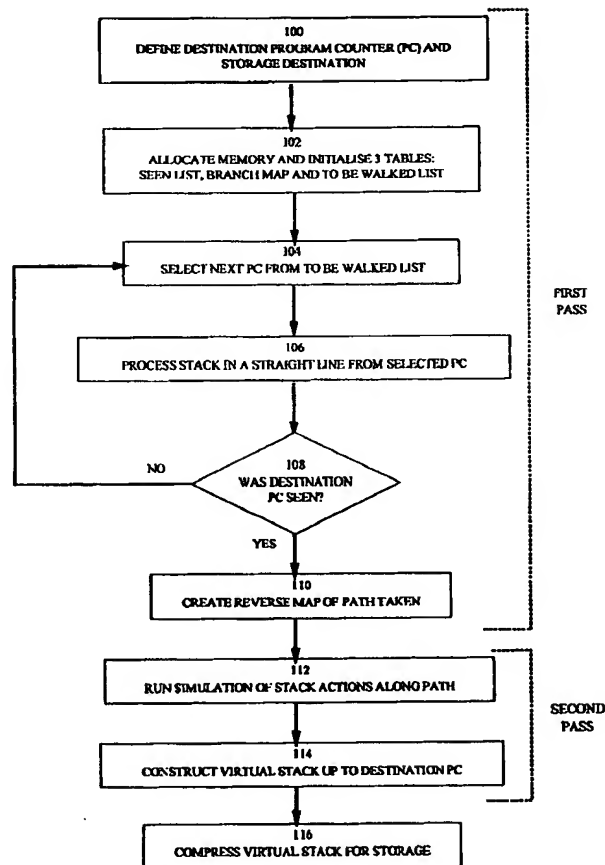 100
DEFINE DESTINATION PROGRAM COUNTER (PC) AND
STORAGE DESTINATION
102
ALLOCATE MEMORY AND INITIALISE 3 TABLES:
SEEN LIST, BRANCH MAP AND TO BE WALKED LIST
104
SELECT NEXT PC FROM TO BE WALKED LIST
FIRST
PASS
106
PROCESS STACK IN A STRAIGHT LINE FROM SELECTED PC
NO
108
WAS DESTINATION
PC SEEN?
YES
110
CREATE REVERSE MAP OF PATH TAKEN
112
RUN SIMULATION OF STACK ACTIONS ALONG PATH
SECOND
PASS
114
CONSTRUCT VIRTUAL STACK UP TO DESTINATION PC
116
COMPRESS VIRTUAL STACK FOR STORAGE